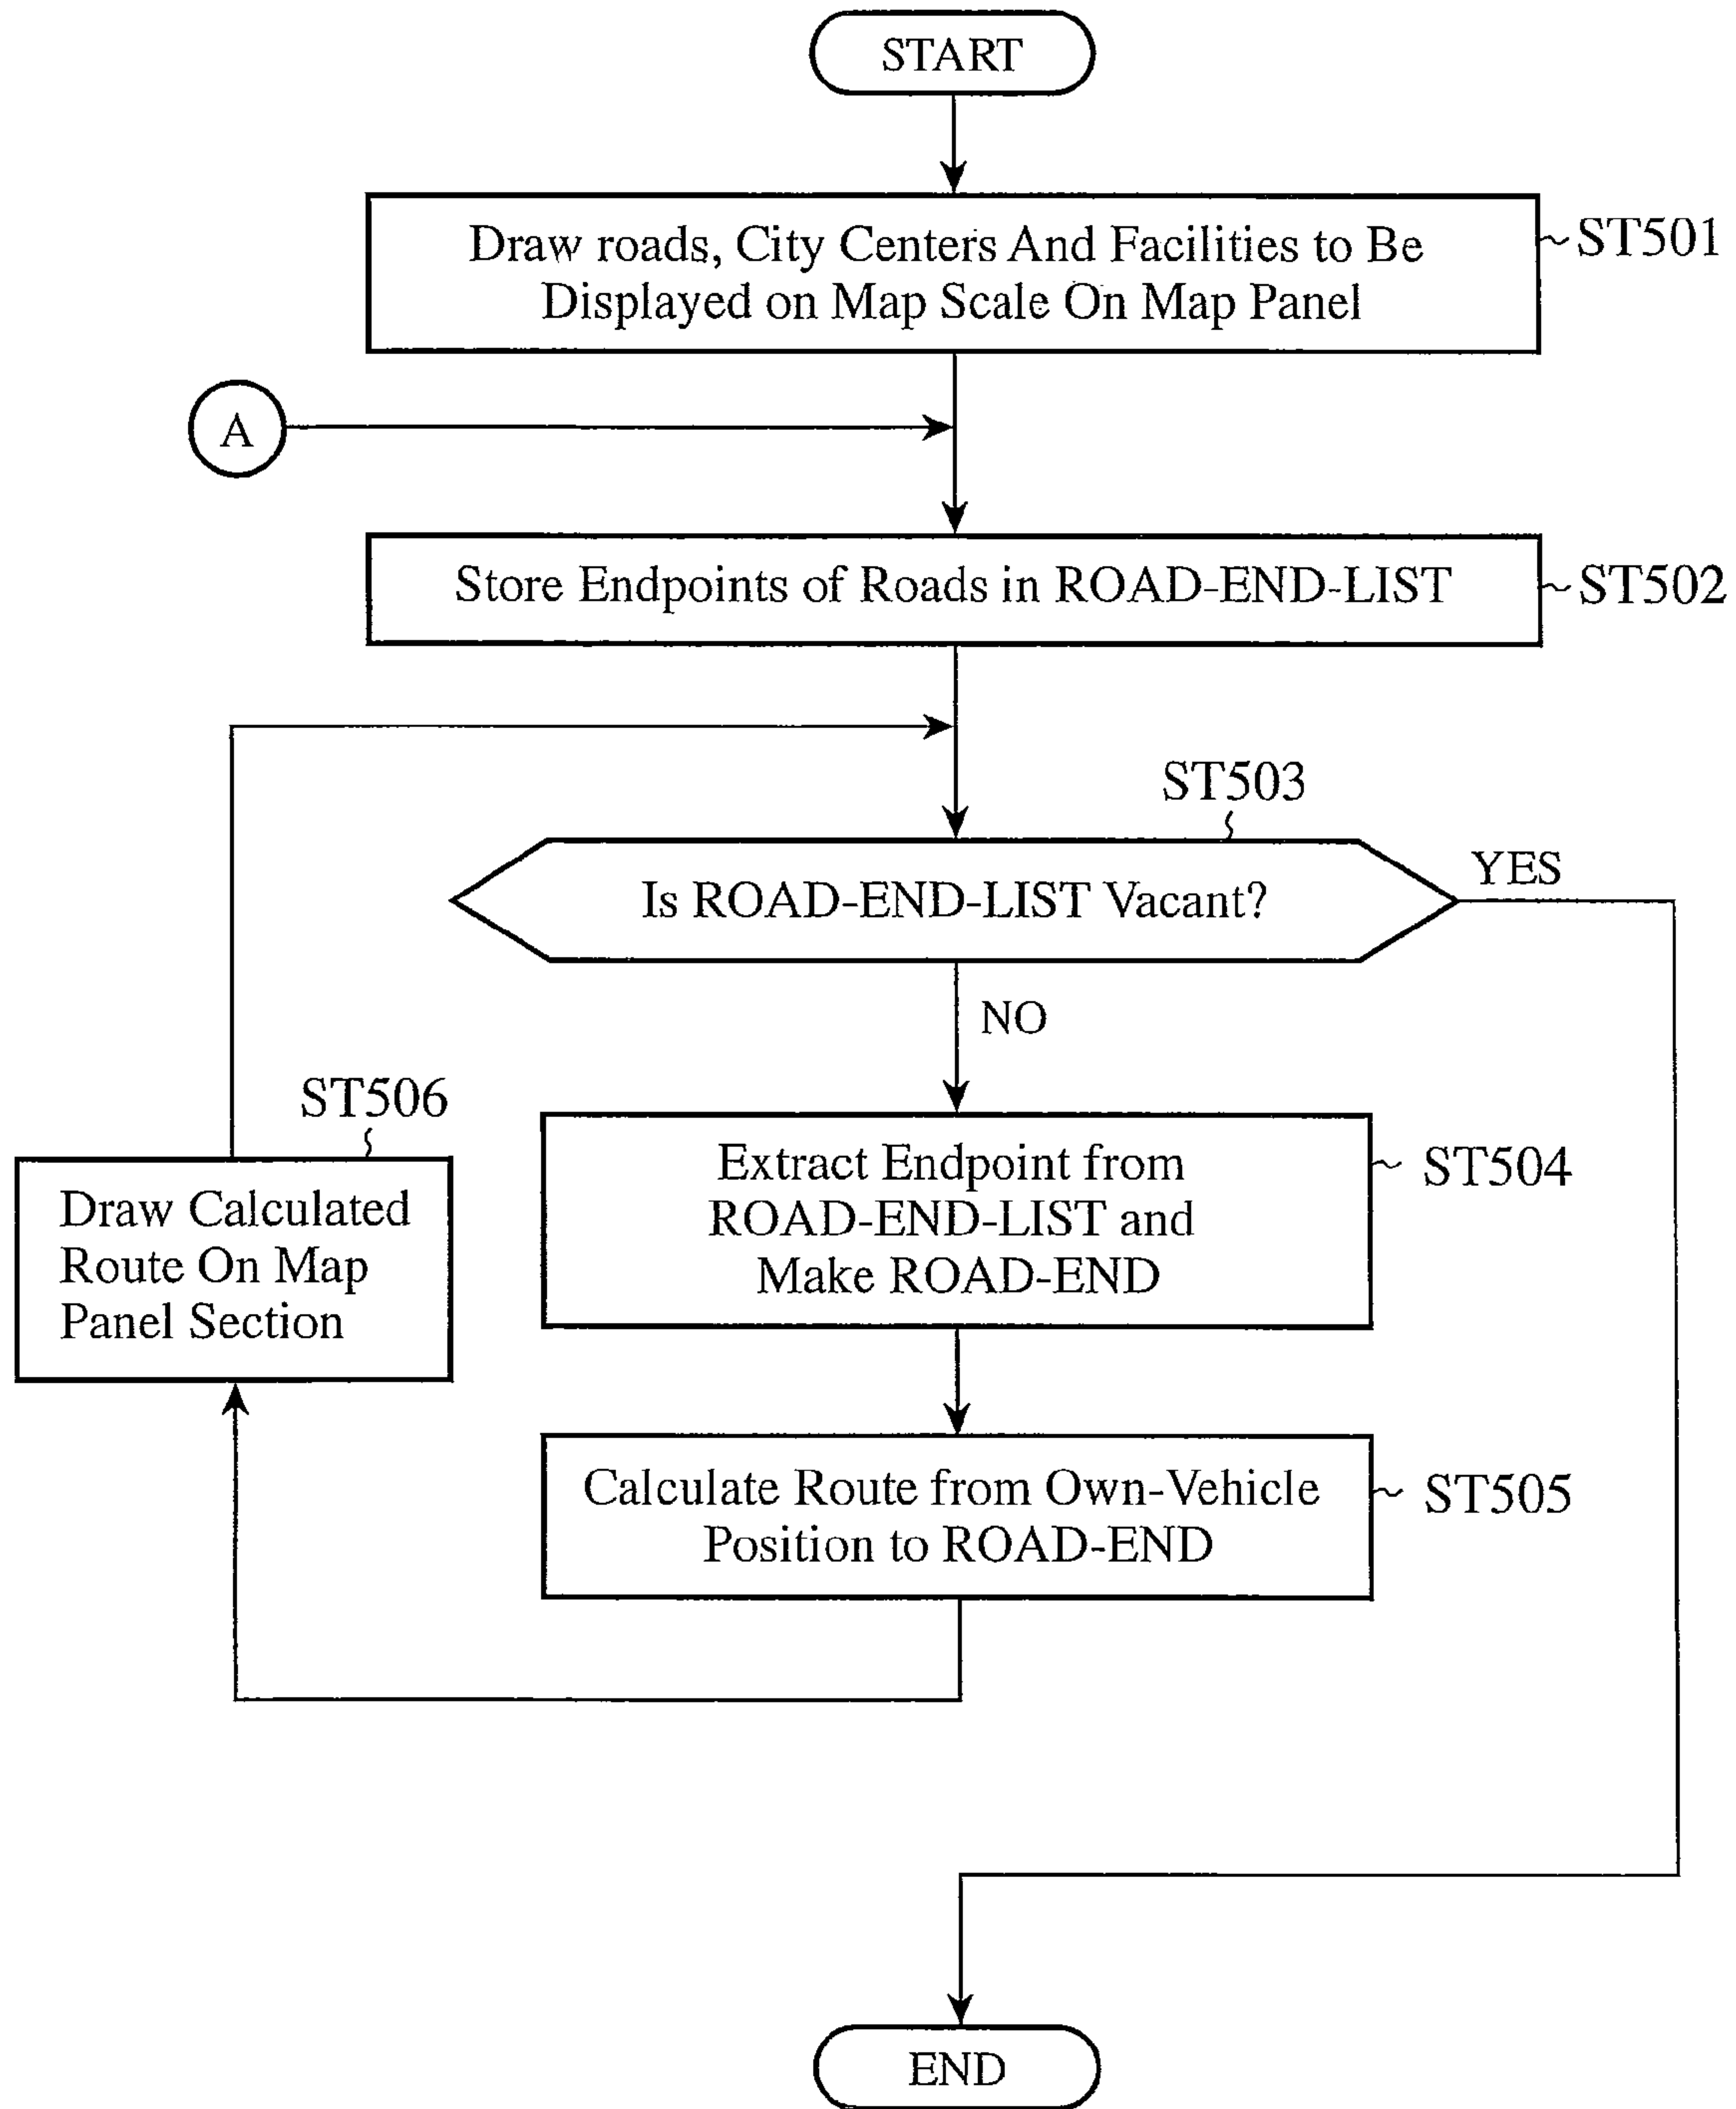 START
Draw roads, City Centers And Facilities to Be
Displayed on Map Scale On Map Panel
ST501
A
Store Endpoints of Roads in ROAD-END-LIST
ST502
ST503
Is ROAD-END-LIST Vacant?
YES
NO
ST506
Draw Calculated
Route On Map
Panel Section
Extract Endpoint from
ROAD-END-LIST and
Make ROAD-END
ST504
Calculate Route from Own-Vehicle
Position to ROAD-END
ST505
END